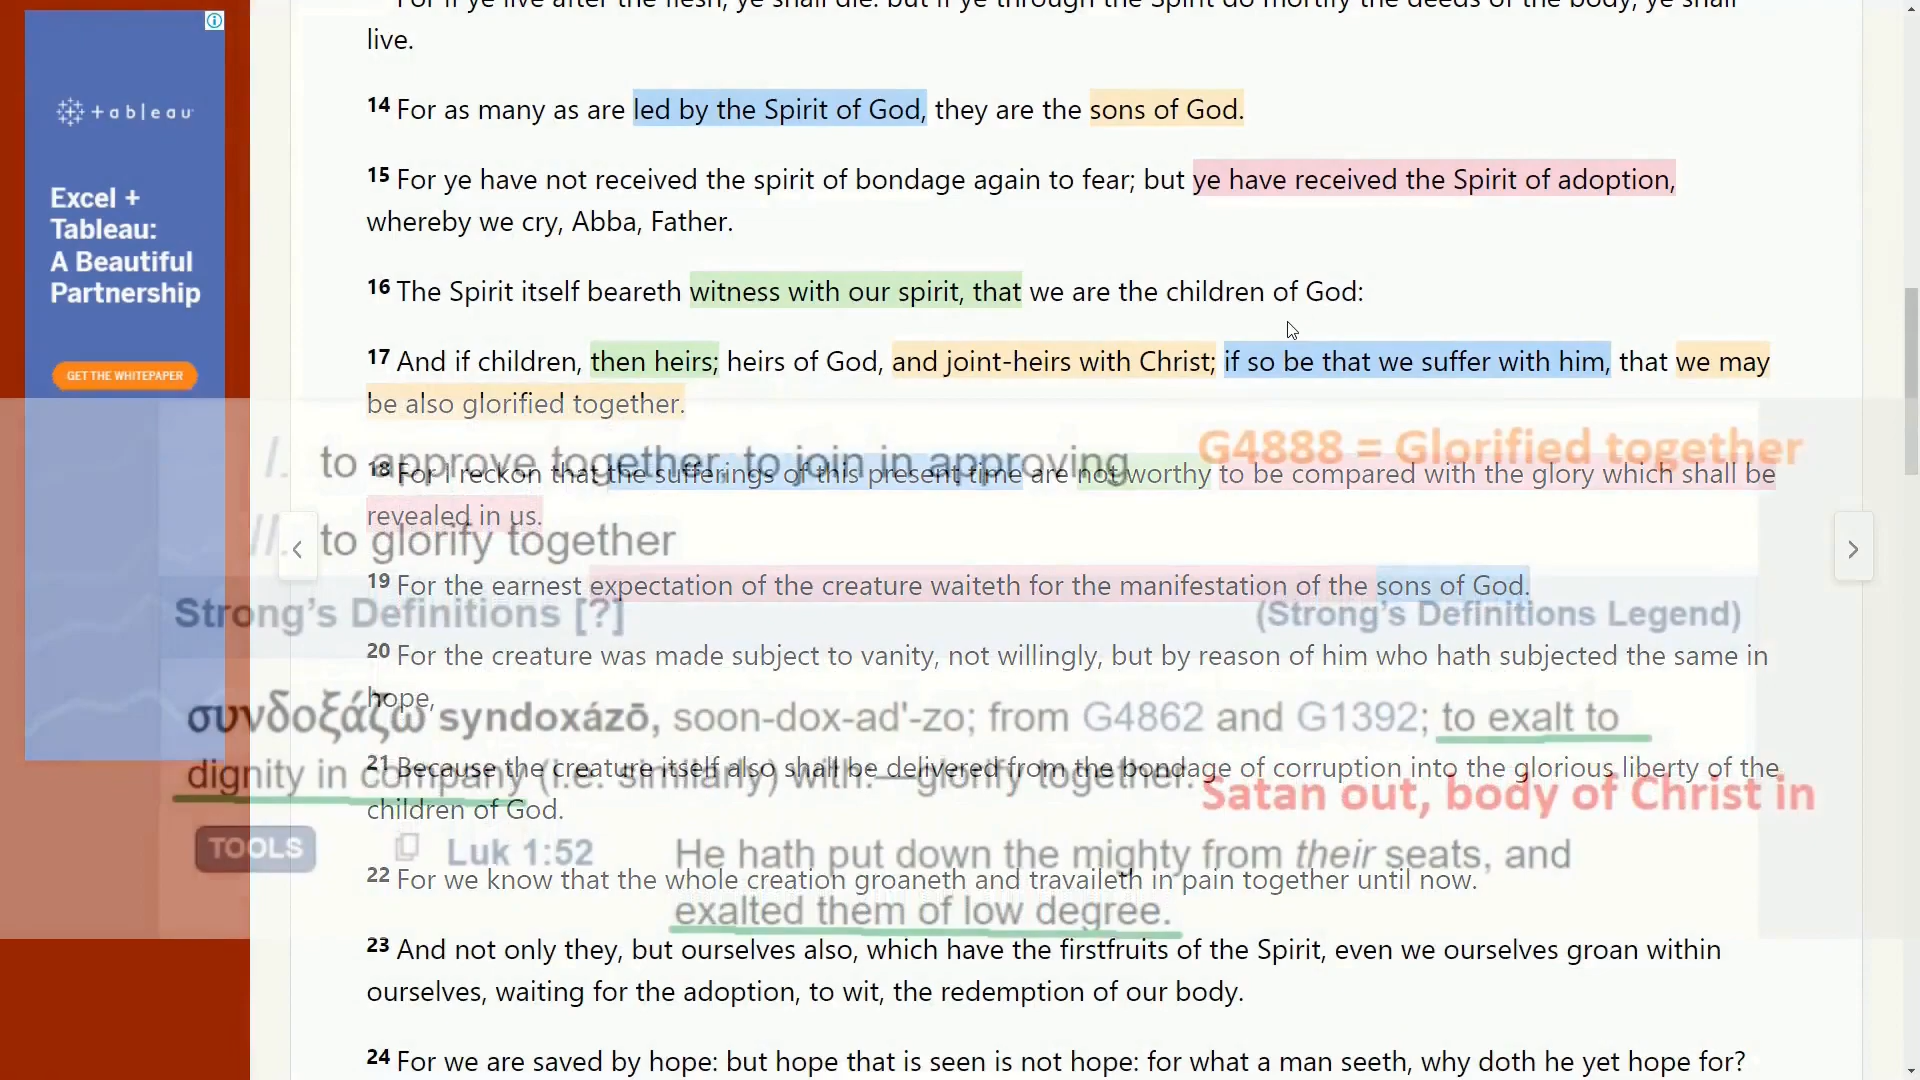 + a b l e a u
Excel +
Tableau:
A Beautiful
Partnership
GET THE WHITEPAPER
live.
14 For as many as are led by the Spirit of God, they are the sons of God.
15 For ye have not received the spirit of bondage again to fear; but ye have received the Spirit of adoption,
whereby we cry, Abba, Father.
16 The Spirit itself beareth witness with our spirit, that we are the children of God:
17 And if children, then heirs; heirs of God, and joint-heirs with Christ; if so be that we suffer with him, that we may
be also glorified together.
G4888 = Glorified together
I. to approve together, to join in approving
18 For I reckon that the sufferings of this present time are not worthy to be compared with the glory which shall be
revealed in us.
II. to glorify together
19 For the earnest expectation of the creature waiteth for the manifestation of the sons of God.
Strong's Definitions [?] (Strong's Definitions Legend)
20 For the creature was made subject to vanity, not willingly, but by reason of him who hath subjected the same in
hope,
συνδοξάζω syndoxázō, soon-dox-ad'-zo; from G4862 and G1392; to exalt to
21 Because the creature itself also shall be delivered from the bondage of corruption into the glorious liberty of the
dignity in company (i.e. similarly) with:—glorify together.
Satan out, body of Christ in
children of God.
TOOLS Luk 1:52 He hath put down the mighty from their seats, and
22 For we know that the whole creation groaneth and travaileth in pain together until now.
exalted them of low degree.
23 And not only they, but ourselves also, which have the firstfruits of the Spirit, even we ourselves groan within
ourselves, waiting for the adoption, to wit, the redemption of our body.
24 For we are saved by hope: but hope that is seen is not hope: for what a man seeth, why doth he yet hope for?